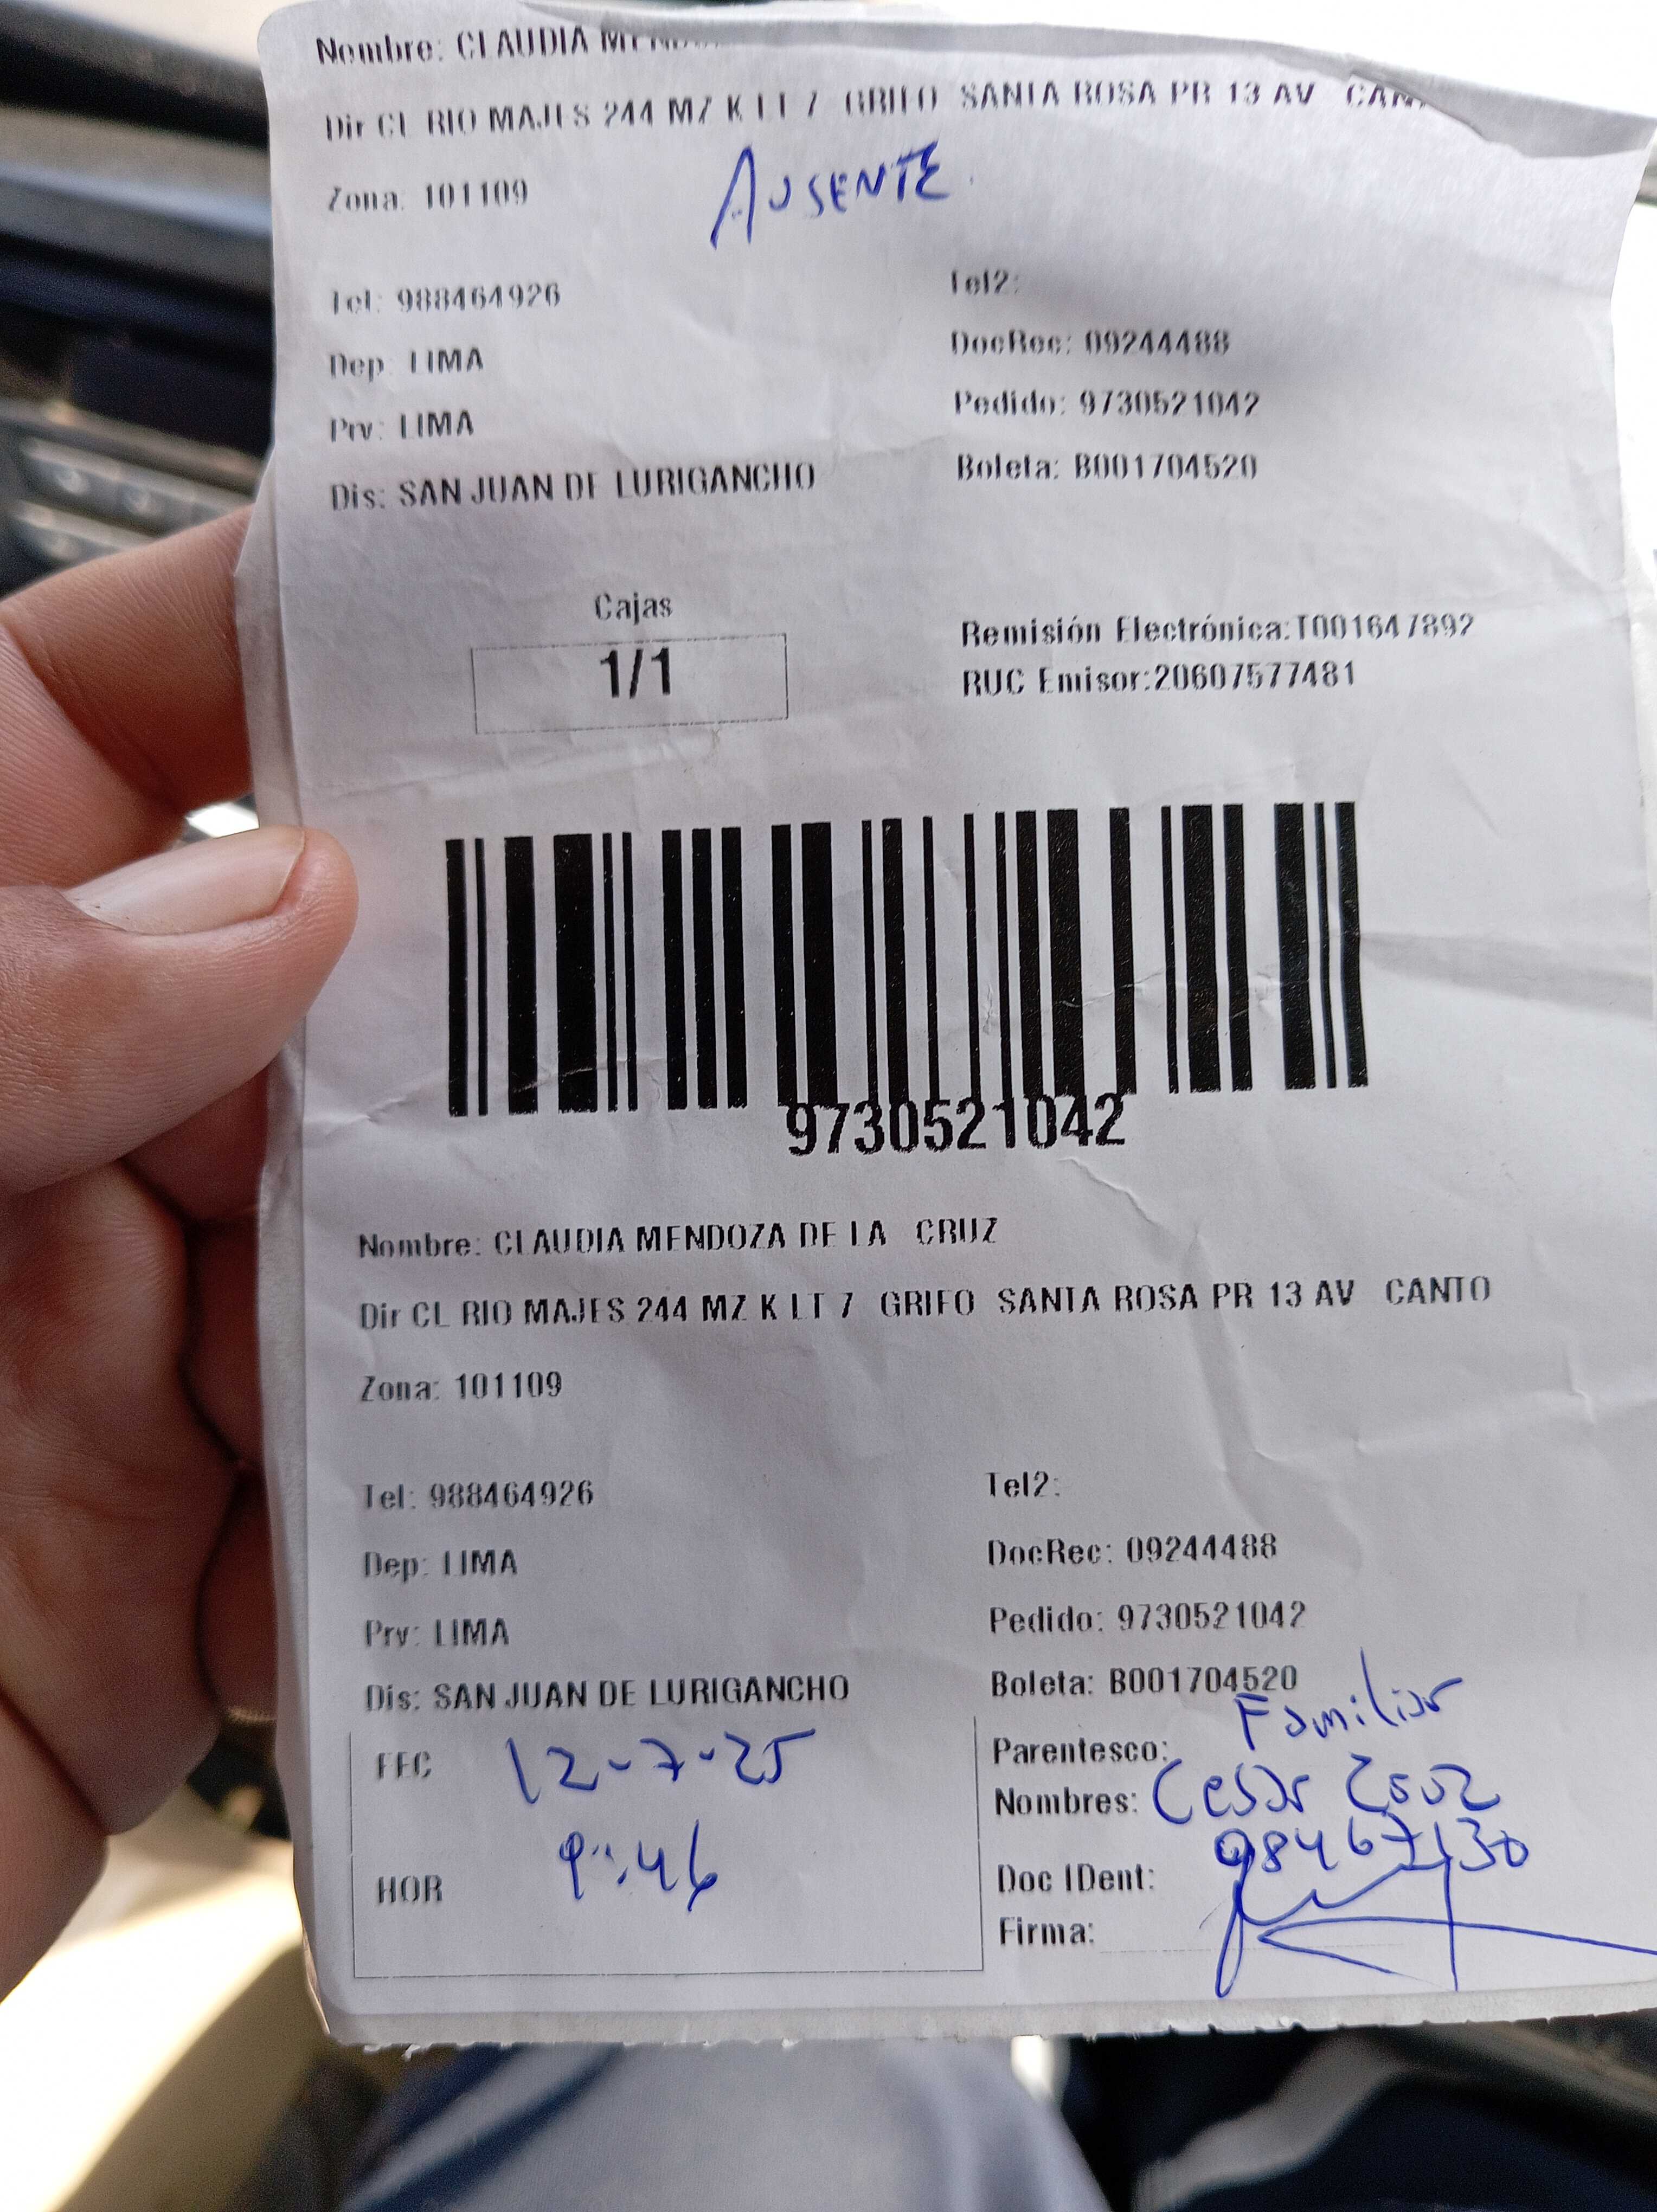 Nombre: CLAUDIA
Dir CL RIO MAJES 244 MZ K LT 7 GRIFO SANTA ROSA PR 13 AV
AUSENTE
Zona: 101109
Tel: 988464926 Tel2:
Dep: LIMA DocRec: 09244488
Prv: LIMA Pedido: 9730521042
Dis: SAN JUAN DE LURIGANCHO Boleta: B001704520
Cajas
1/1
Remisión Electrónica:T001647892
RUC Emisor:20607577481
9730521042
Nombre: CLAUDIA MENDOZA DE LA CRUZ
Dir CL RIO MAJES 244 MZ K LT 7 GRIFO SANTA ROSA PR 13 AV CANTO
Zona: 101109
Tel: 988464926 Tel2:
Dep: LIMA DocRec: 09244488
Prv: LIMA Pedido: 9730521042
Dis: SAN JUAN DE LURIGANCHO Boleta: B001704520
FEC 12-7-25
HOR 9:46
Parentesco: Familiar
Nombres: Cesar
Doc IDent: 98467130
Firma: